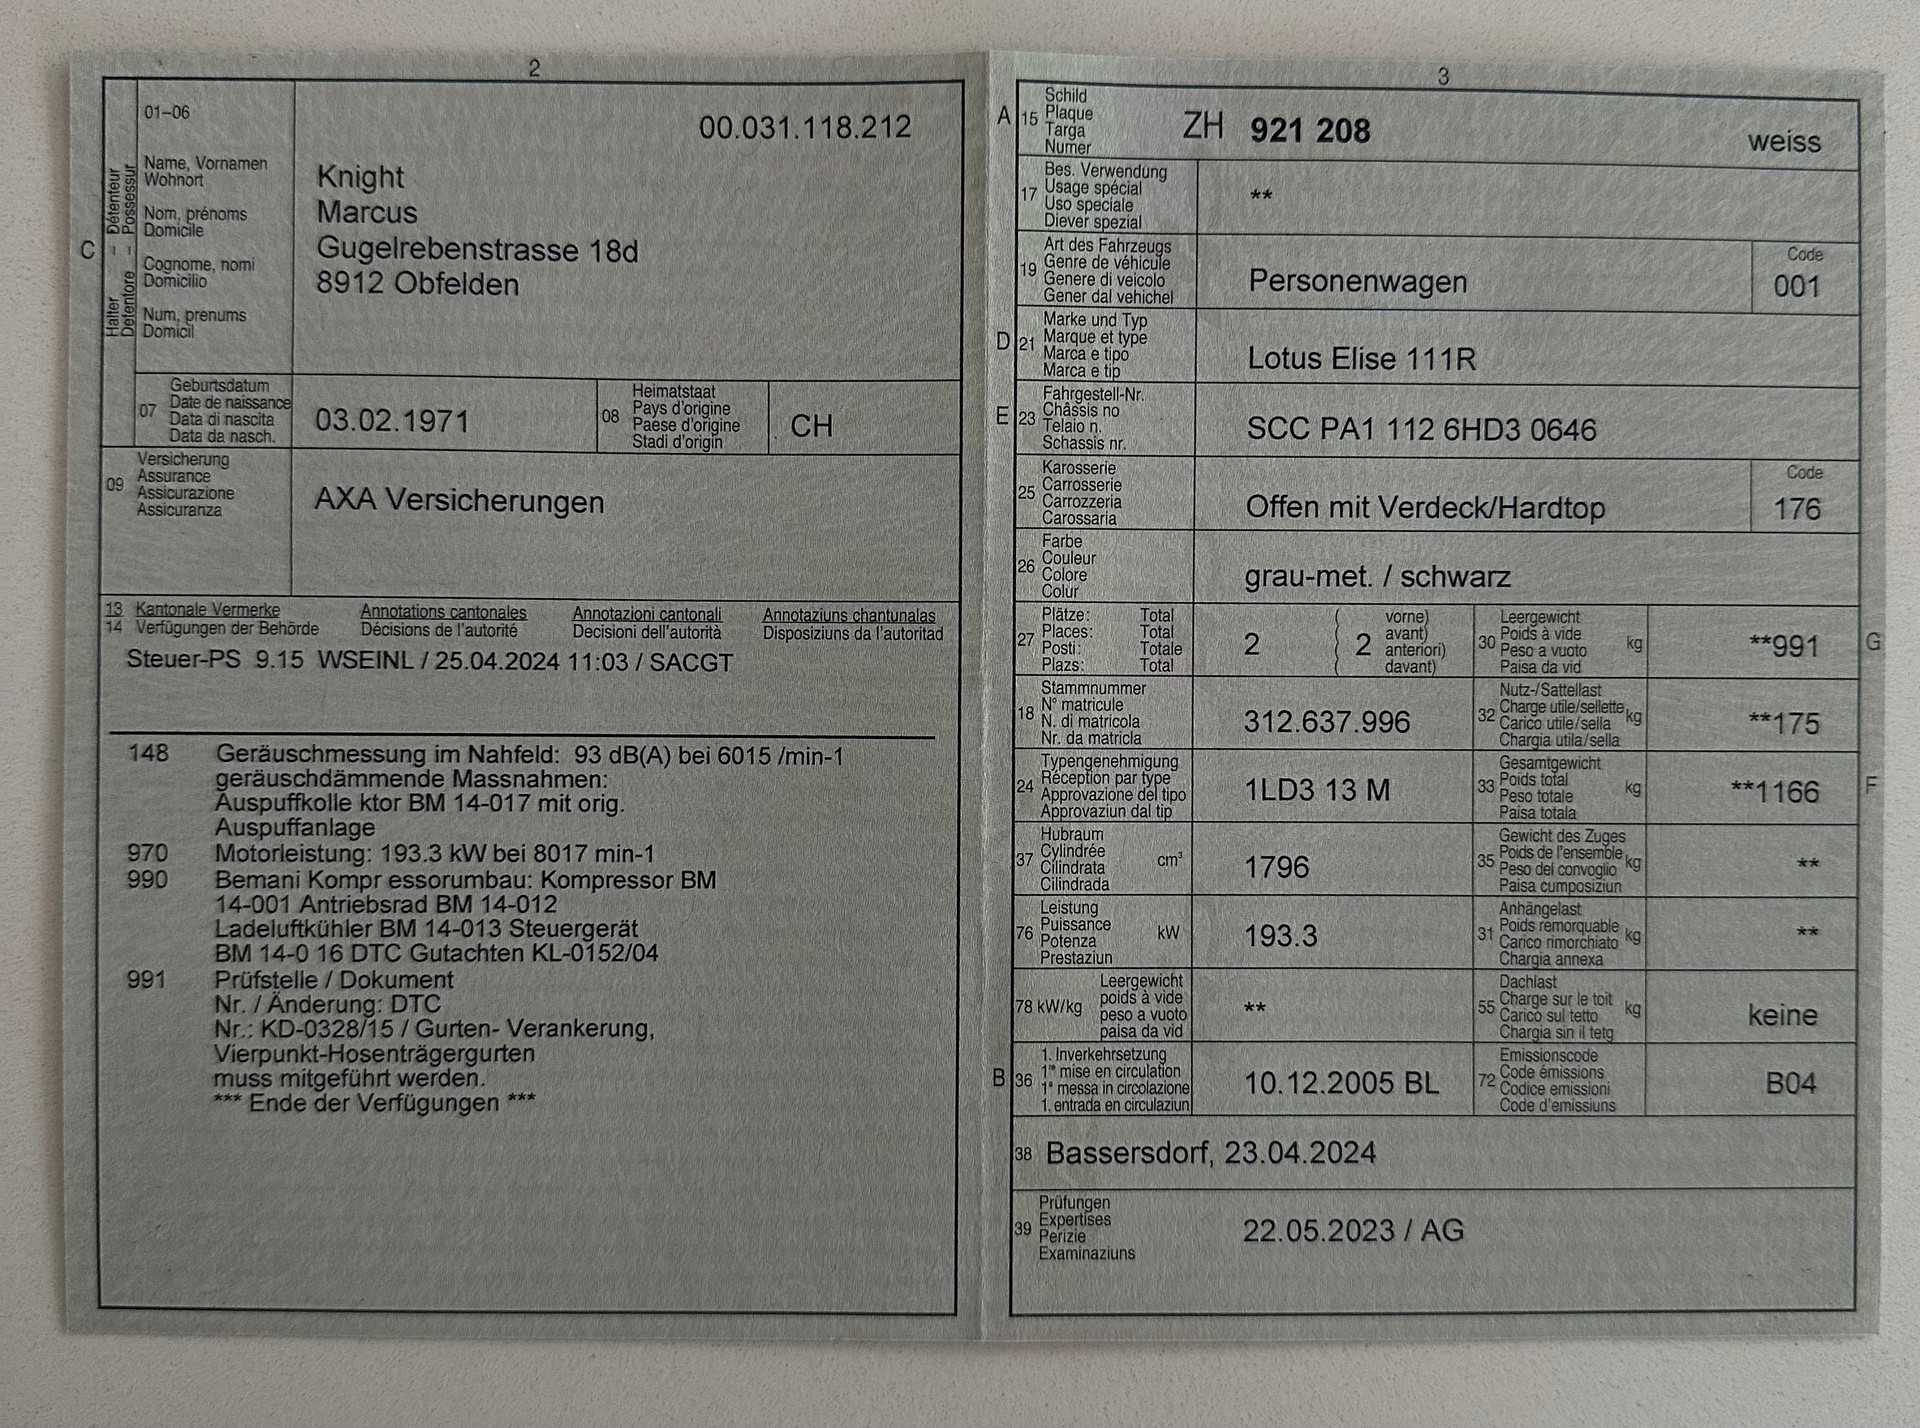 2
01–06
00.031.118.212
C
Halter – Détenteur
Detentore – Possessur
Name, Vornamen
Wohnort
Nom, prénoms
Domicile
Cognome, nomi
Domicilio
Num, prenums
Domicil
Knight
Marcus
Gugelrebenstrasse 18d
8912 Obfelden
07
Geburtsdatum
Date de naissance
Data di nascita
Data da nasch.
03.02.1971
08
Heimatstaat
Pays d'origine
Paese d'origine
Stadi d'origin
CH
09
Versicherung
Assurance
Assicurazione
Assicuranza
AXA Versicherungen
13 Kantonale Vermerke Annotations cantonales Annotazioni cantonali Annotaziuns chantunalas
14 Verfügungen der Behörde Décisions de l'autorité Decisioni dell'autorità Disposiziuns da l'autoritad
Steuer-PS 9.15 WSEINL / 25.04.2024 11:03 / SACGT
148 Geräuschmessung im Nahfeld: 93 dB(A) bei 6015 /min-1
geräuschdämmende Massnahmen:
Auspuffkolle ktor BM 14-017 mit orig.
Auspuffanlage
970 Motorleistung: 193.3 kW bei 8017 min-1
990 Bemani Kompr essorumbau: Kompressor BM
14-001 Antriebsrad BM 14-012
Ladeluftkühler BM 14-013 Steuergerät
BM 14-0 16 DTC Gutachten KL-0152/04
991 Prüfstelle / Dokument
Nr. / Änderung: DTC
Nr.: KD-0328/15 / Gurten- Verankerung,
Vierpunkt-Hosenträgergurten
muss mitgeführt werden.
*** Ende der Verfügungen ***
3
A 15
Schild
Plaque
Targa
Numer
ZH 921 208 weiss
17
Bes. Verwendung
Usage spécial
Uso speciale
Diever spezial
**
19
Art des Fahrzeugs
Genre de véhicule
Genere di veicolo
Gener dal vehichel
Personenwagen
Code
001
D 21
Marke und Typ
Marque et type
Marca e tipo
Marca e tip
Lotus Elise 111R
E 23
Fahrgestell-Nr.
Châssis no
Telaio n.
Schassis nr.
SCC PA1 112 6HD3 0646
25
Karosserie
Carrosserie
Carrozzeria
Carossaria
Offen mit Verdeck/Hardtop
Code
176
26
Farbe
Couleur
Colore
Colur
grau-met. / schwarz
27
Plätze: Total
Places: Total
Posti: Totale
Plazs: Total
2
( 2 vorne)
avant)
anteriori)
davant)
30
Leergewicht
Poids à vide
Peso a vuoto
Paisa da vid
kg
**991
G
18
Stammnummer
N° matricule
N. di matricola
Nr. da matricla
312.637.996
32
Nutz-/Sattellast
Charge utile/sellette
Carico utile/sella
Chargia utila/sella
kg
**175
24
Typengenehmigung
Réception par type
Approvazione del tipo
Approvaziun dal tip
1LD3 13 M
33
Gesamtgewicht
Poids total
Peso totale
Paisa totala
kg
**1166
F
37
Hubraum
Cylindrée
Cilindrata
Cilindrada
cm³
1796
35
Gewicht des Zuges
Poids de l'ensemble
Peso del convoglio
Paisa cumposiziun
kg
**
76
Leistung
Puissance
Potenza
Prestaziun
kW
193.3
31
Anhängelast
Poids remorquable
Carico rimorchiato
Chargia annexa
kg
**
78 kW/kg
Leergewicht
poids à vide
peso a vuoto
paisa da vid
**
55
Dachlast
Charge sur le toit
Carico sul tetto
Chargia sin il tetg
kg
keine
B 36
1. Inverkehrsetzung
1re mise en circulation
1a messa in circolazione
1. entrada en circulaziun
10.12.2005 BL
72
Emissionscode
Code émissions
Codice emissioni
Code d'emissiuns
B04
38 Bassersdorf, 23.04.2024
39
Prüfungen
Expertises
Perizie
Examinaziuns
22.05.2023 / AG